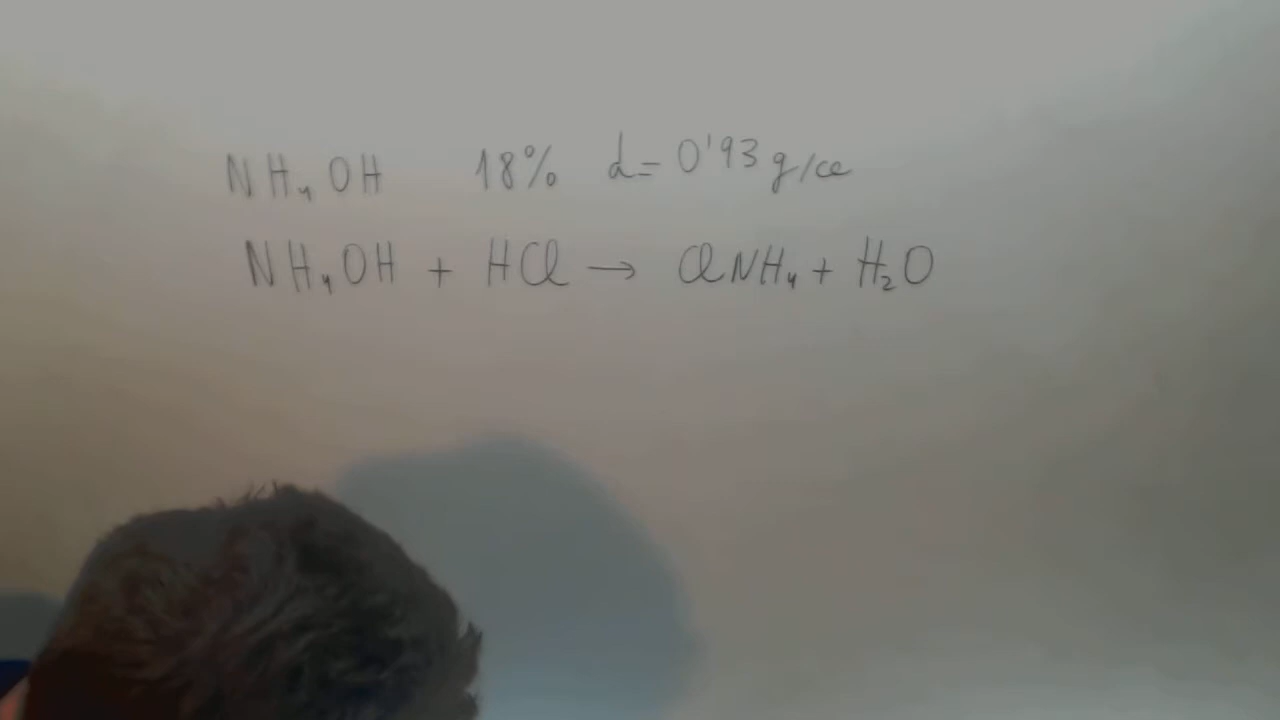 NH₄OH 18% d = 0'93 g/cc
NH₄OH + HCl → ClNH₄ + H₂O